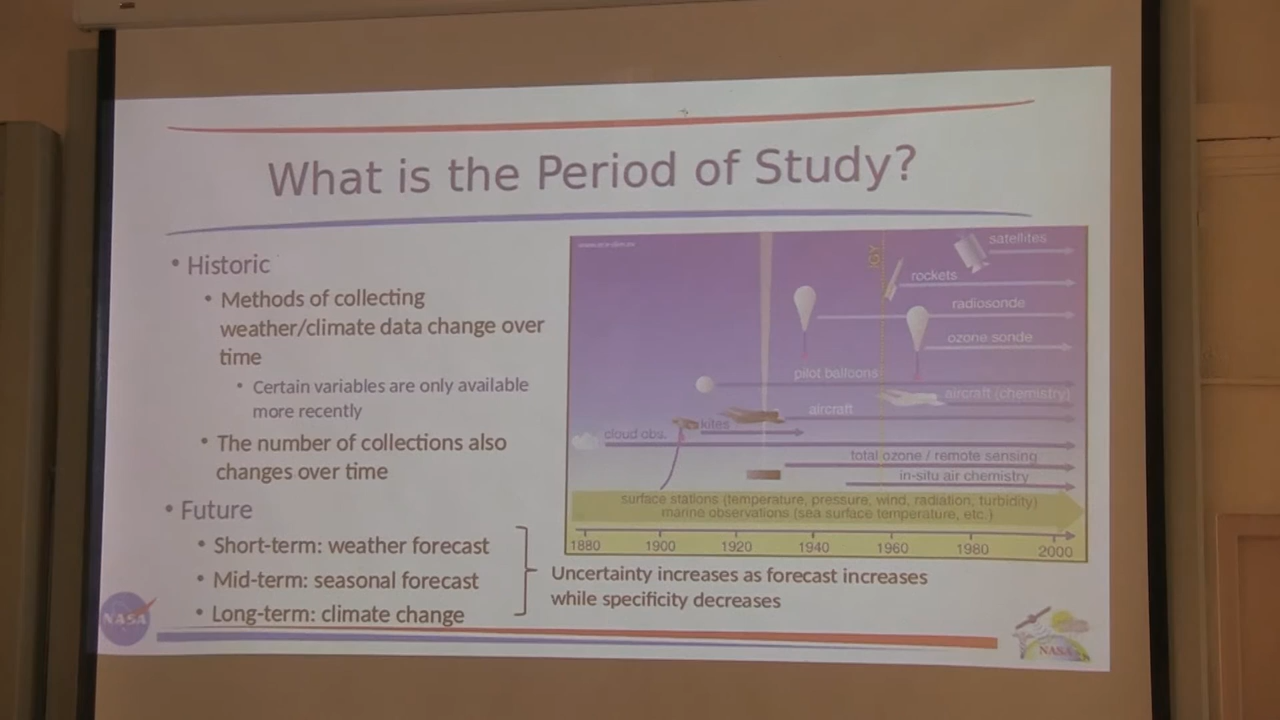 What is the Period of Study?
• Historic
• Methods of collecting
weather/climate data change over
time
• Certain variables are only available
more recently
• The number of collections also
changes over time
• Future
• Short-term: weather forecast
• Mid-term: seasonal forecast
• Long-term: climate change
Uncertainty increases as forecast increases
while specificity decreases
satellites
IGY
rockets
radiosonde
ozone sonde
pilot balloons
aircraft (chemistry)
aircraft
kites
cloud obs.
total ozone / remote sensing
in-situ air chemistry
surface stations (temperature, pressure, wind, radiation, turbidity)
marine observations (sea surface temperature, etc.)
1880 1900 1920 1940 1960 1980 2000
NASA
NASA